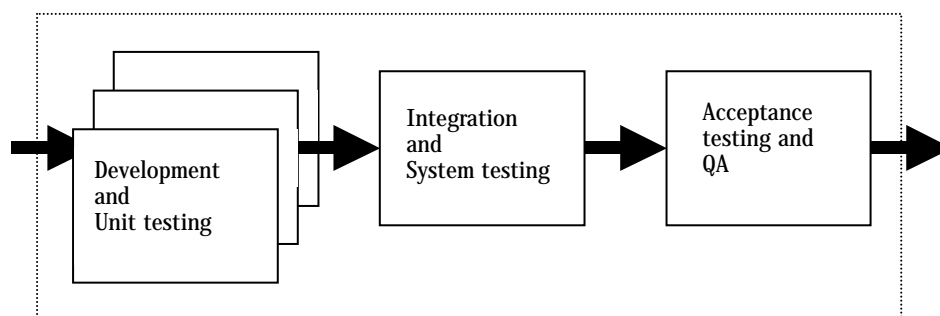 Development
and
Unit testing
Integration
and
System testing
Acceptance
testing and
QA